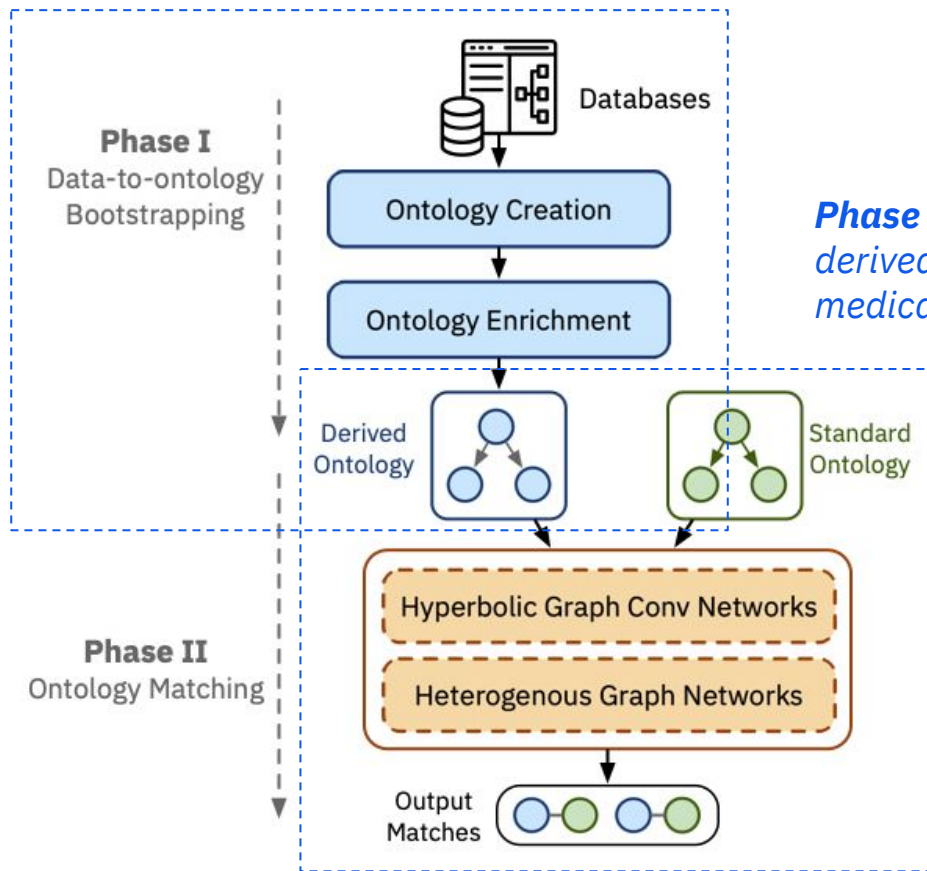 Databases
Phase I
Data-to-ontology
Bootstrapping
Ontology Creation
Phase
derived
Ontology Enrichment
Derived
Ontology
Standard
Ontology
Hyperbolic Graph Conv Networks
Phase II
Ontology Matching
Heterogenous Graph Networks
Output
Matches